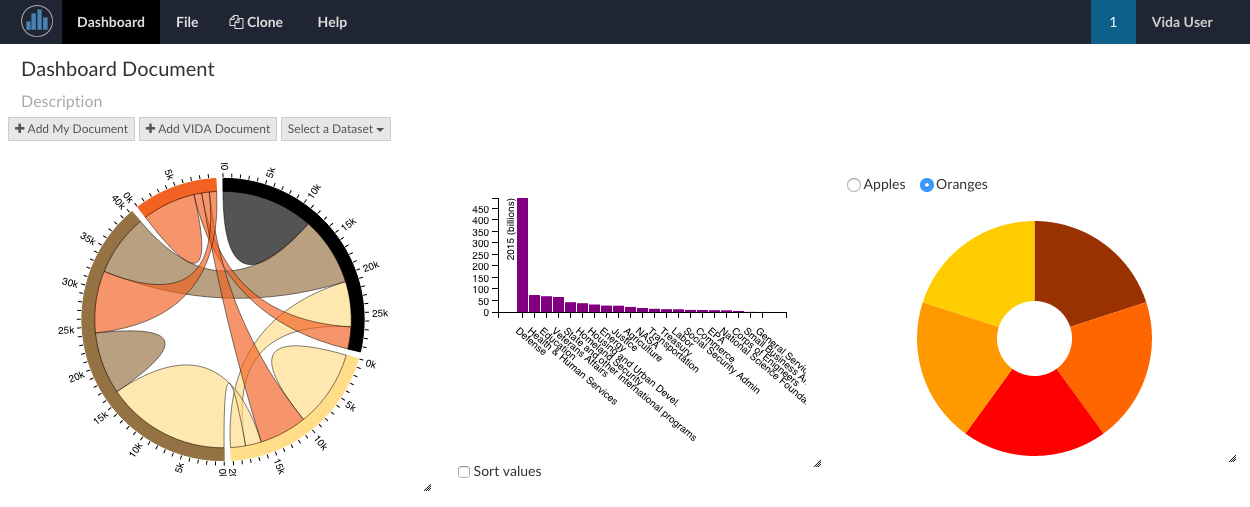 Dashboard File Clone Help 1 Vida User
Dashboard Document
Description
Add My Document Add VIDA Document Select a Dataset
0k 5k 10k 15k 20k 25k
0k 5k 10k 15k
0k 5k 10k 15k 20k 25k 30k 35k 40k
0k 5k
2015 (billions)
450
400
350
300
250
200
150
100
50
0
Defense
Health & Human Services
Education
Veterans Affairs
State and other international programs
Homeland Security
Housing and Urban Devel.
Energy
Justice
Agriculture
NASA
Transportation
Treasury
Labor
Social Security Admin
Commerce
EPA
National Science Founda
Corps of Engineers
Small Business A
General Servi
Sort values
Apples Oranges